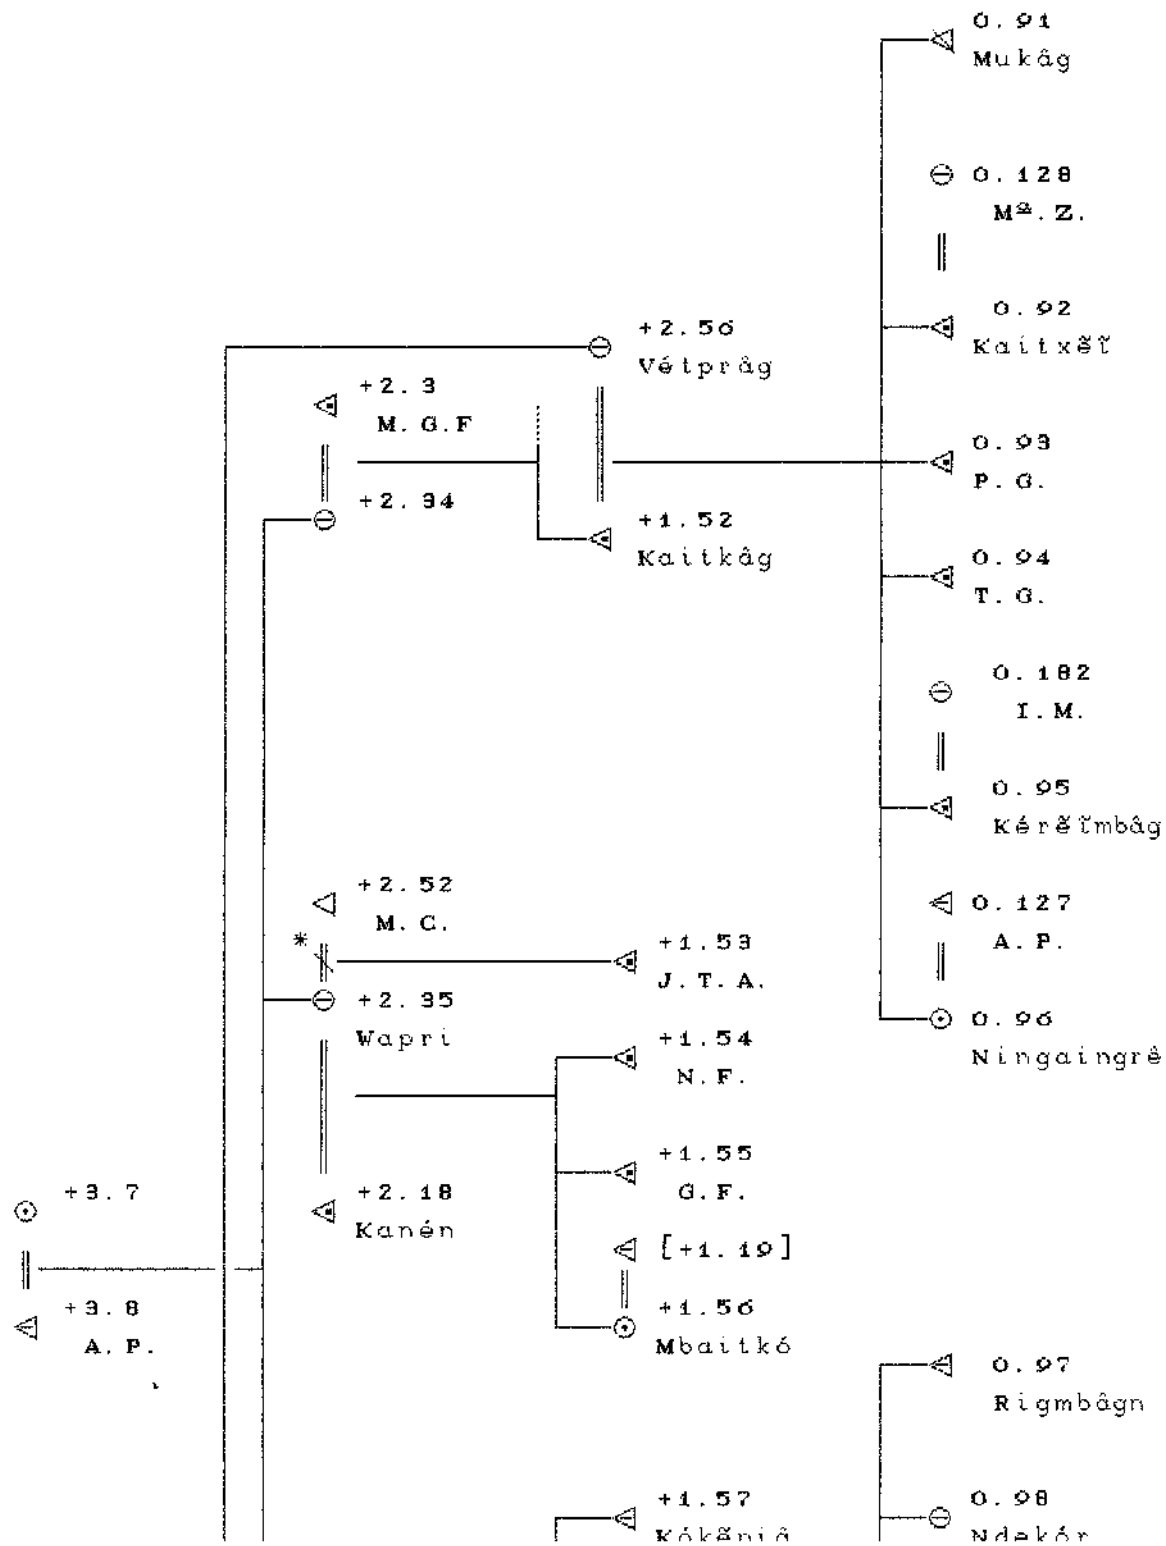 0.91
Mukâg
0.128
Mª.Z.
0.92
Kaitxẽĩ
+2.56
Vétprâg
+2.3
M.G.F
0.93
P.G.
+2.34
+1.52
Kaitkâg
0.94
T.G.
0.182
I.M.
0.95
Kérẽĩmbâg
+2.52
M.C.
0.127
A.P.
*
+1.53
J.T.A.
+2.35
Wapri
0.96
Ningaingrê
+1.54
N.F.
+1.55
G.F.
+3.7
+2.18
Kanén
[+1.19]
+3.8
A.P.
+1.56
Mbaitkó
0.97
Rigmbâgn
+1.57
0.98
Ndekór